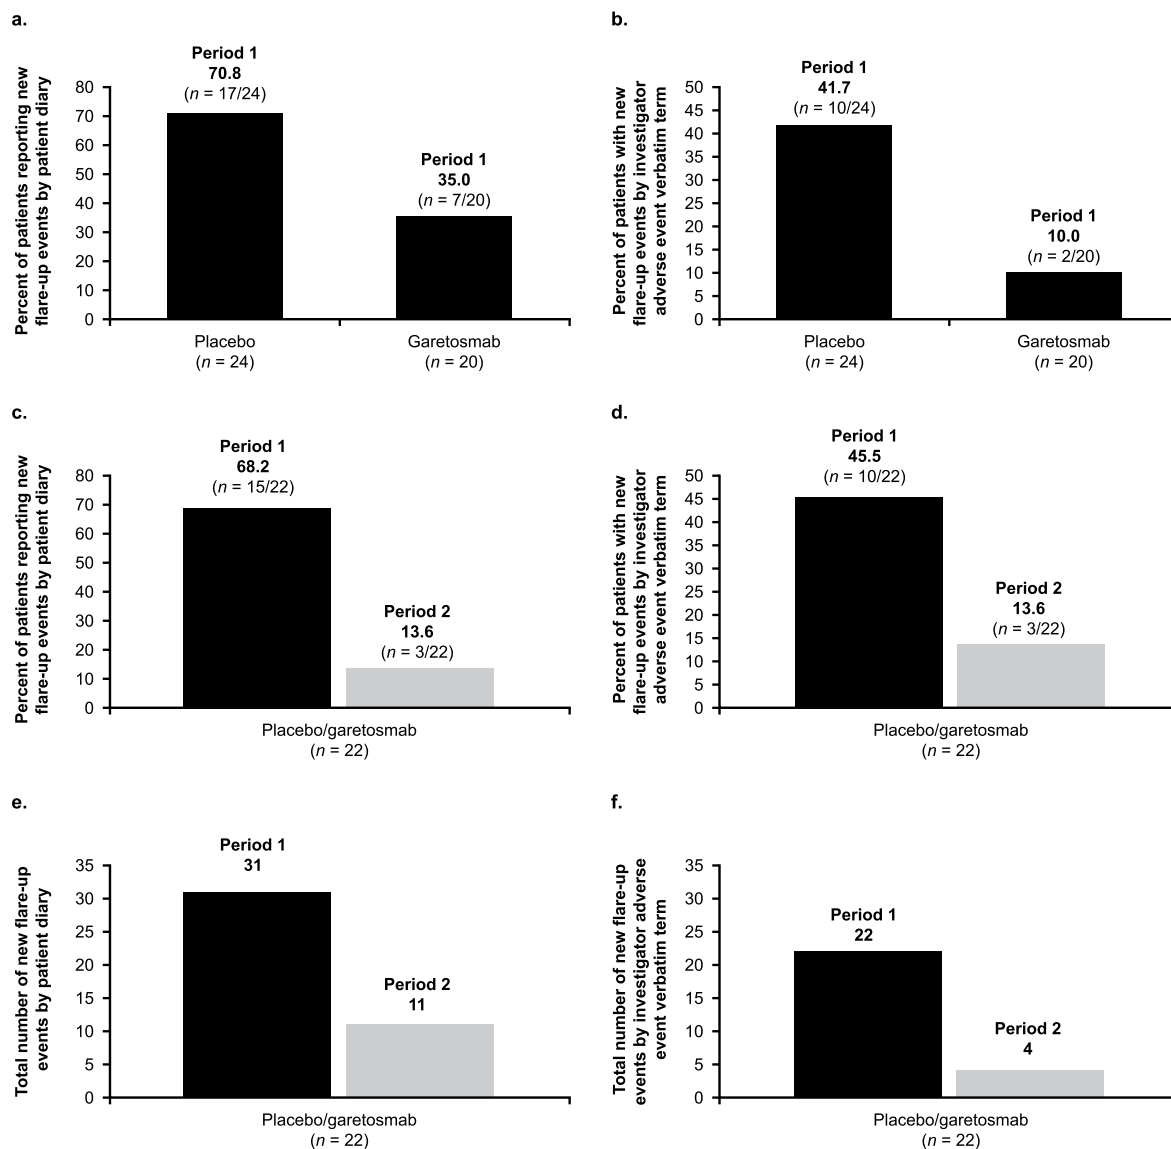 a.
Percent of patients reporting new
flare-up events by patient diary
80
70
60
50
40
30
20
10
0
Period 1
70.8
(n = 17/24)
Period 1
35.0
(n = 7/20)
Placebo
(n = 24)
Garetosmab
(n = 20)
b.
Percent of patients with new
flare-up events by investigator
adverse event verbatim term
50
45
40
35
30
25
20
15
10
5
0
Period 1
41.7
(n = 10/24)
Period 1
10.0
(n = 2/20)
Placebo
(n = 24)
Garetosmab
(n = 20)
c.
Percent of patients reporting new
flare-up events by patient diary
80
70
60
50
40
30
20
10
0
Period 1
68.2
(n = 15/22)
Period 2
13.6
(n = 3/22)
Placebo/garetosmab
(n = 22)
d.
Percent of patients with new
flare-up events by investigator
adverse event verbatim term
50
45
40
35
30
25
20
15
10
5
0
Period 1
45.5
(n = 10/22)
Period 2
13.6
(n = 3/22)
Placebo/garetosmab
(n = 22)
e.
Total number of new flare-up
events by patient diary
35
30
25
20
15
10
5
0
Period 1
31
Period 2
11
Placebo/garetosmab
(n = 22)
f.
Total number of new flare-up
events by investigator adverse
event verbatim term
35
30
25
20
15
10
5
0
Period 1
22
Period 2
4
Placebo/garetosmab
(n = 22)